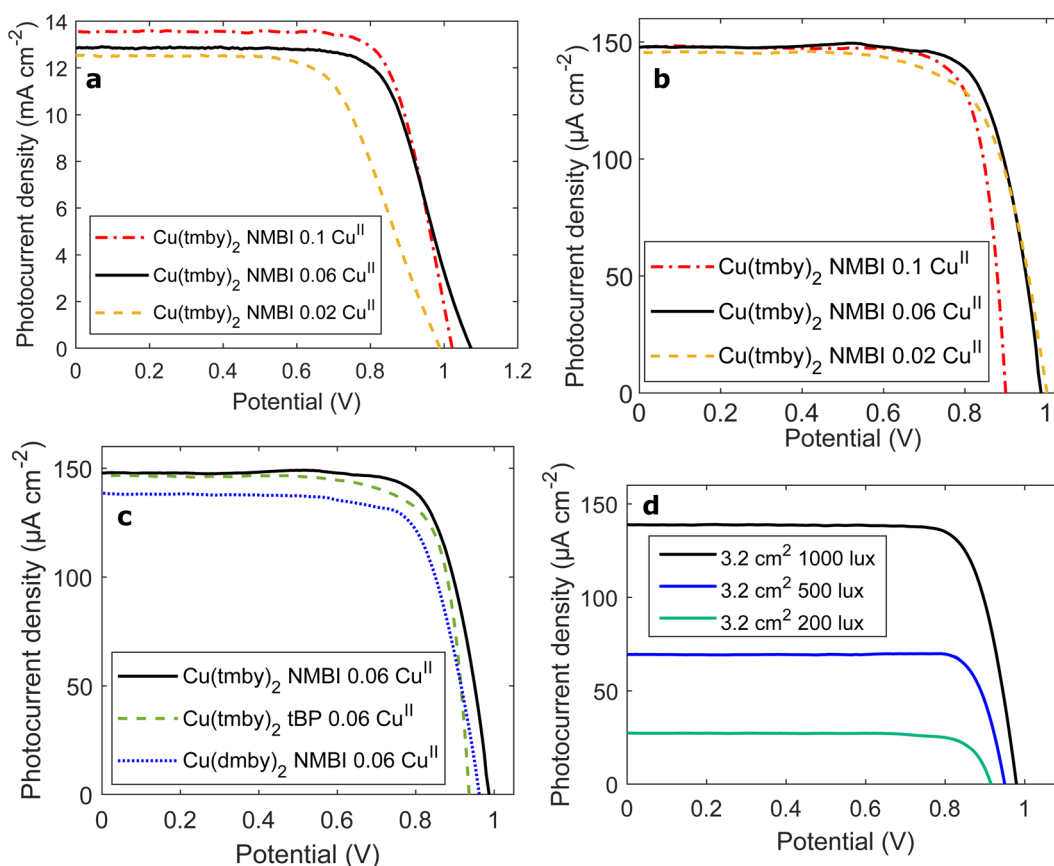 a
Photocurrent density (mA cm⁻²)
14
12
10
8
6
4
2
0
Cu(tmby)₂ NMBI 0.1 Cuᴵᴵ
Cu(tmby)₂ NMBI 0.06 Cuᴵᴵ
Cu(tmby)₂ NMBI 0.02 Cuᴵᴵ
0 0.2 0.4 0.6 0.8 1 1.2
Potential (V)
b
Photocurrent density (µA cm⁻²)
150
100
50
0
Cu(tmby)₂ NMBI 0.1 Cuᴵᴵ
Cu(tmby)₂ NMBI 0.06 Cuᴵᴵ
Cu(tmby)₂ NMBI 0.02 Cuᴵᴵ
0 0.2 0.4 0.6 0.8 1
Potential (V)
c
Photocurrent density (µA cm⁻²)
150
100
50
0
Cu(tmby)₂ NMBI 0.06 Cuᴵᴵ
Cu(tmby)₂ tBP 0.06 Cuᴵᴵ
Cu(dmby)₂ NMBI 0.06 Cuᴵᴵ
0 0.2 0.4 0.6 0.8 1
Potential (V)
d
Photocurrent density (µA cm⁻²)
150
100
50
0
3.2 cm² 1000 lux
3.2 cm² 500 lux
3.2 cm² 200 lux
0 0.2 0.4 0.6 0.8 1
Potential (V)